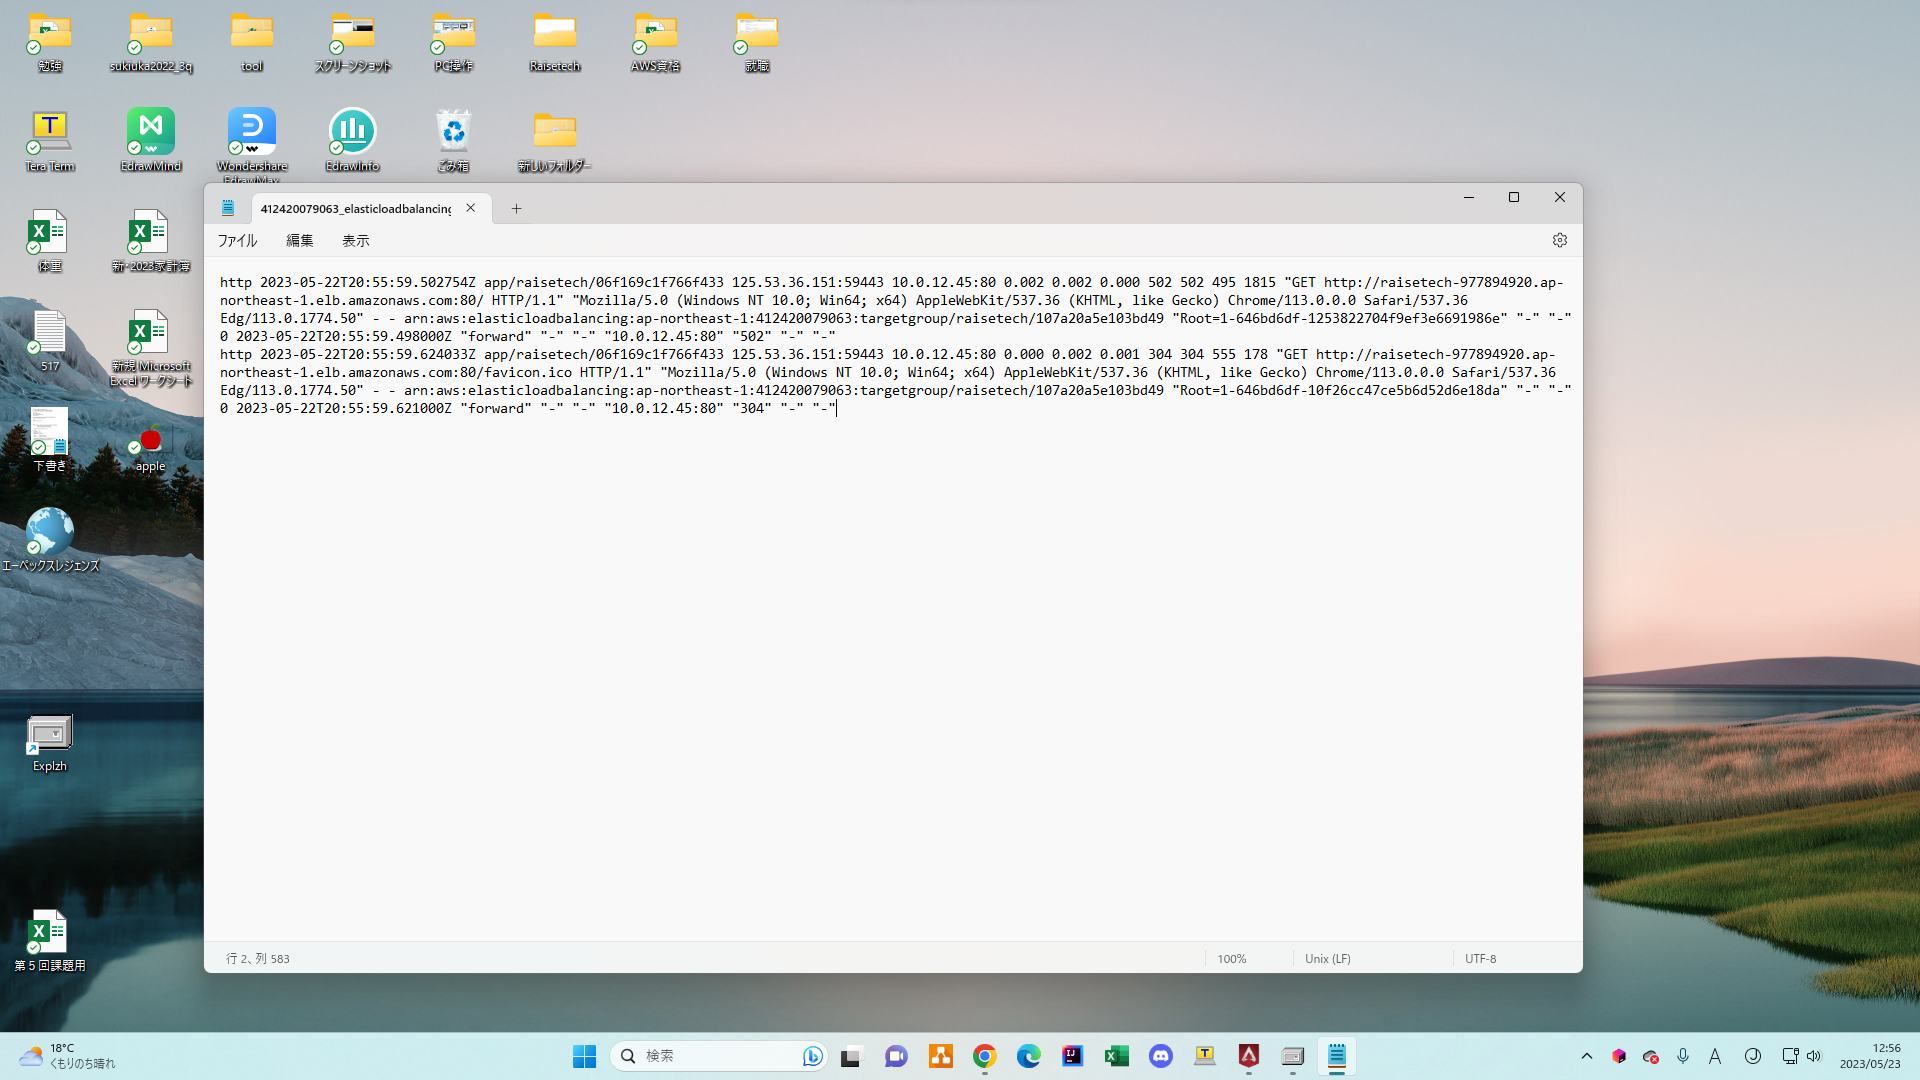 勉強
sukiuka2022_3q
tool
スクリーンショット
PC操作
Raisetech
AWS資格
就職
Tera Term
EdrawMind
Wondershare
EdrawMax
EdrawInfo
ごみ箱
新しいフォルダー
体重
新・2023家計簿
517
新規 Microsoft
Excel ワークシート
下書き
apple
エーペックスレジェンズ
Explzh
第５回課題用
412420079063_elasticloadbalancing
ファイル
編集
表示
http 2023-05-22T20:55:59.502754Z app/raisetech/06f169c1f766f433 125.53.36.151:59443 10.0.12.45:80 0.002 0.002 0.000 502 502 495 1815 "GET http://raisetech-977894920.ap-
northeast-1.elb.amazonaws.com:80/ HTTP/1.1" "Mozilla/5.0 (Windows NT 10.0; Win64; x64) AppleWebKit/537.36 (KHTML, like Gecko) Chrome/113.0.0.0 Safari/537.36
Edg/113.0.1774.50" - - arn:aws:elasticloadbalancing:ap-northeast-1:412420079063:targetgroup/raisetech/107a20a5e103bd49 "Root=1-646bd6df-1253822704f9ef3e6691986e" "-" "-"
0 2023-05-22T20:55:59.498000Z "forward" "-" "-" "10.0.12.45:80" "502" "-" "-"
http 2023-05-22T20:55:59.624033Z app/raisetech/06f169c1f766f433 125.53.36.151:59443 10.0.12.45:80 0.000 0.002 0.001 304 304 555 178 "GET http://raisetech-977894920.ap-
northeast-1.elb.amazonaws.com:80/favicon.ico HTTP/1.1" "Mozilla/5.0 (Windows NT 10.0; Win64; x64) AppleWebKit/537.36 (KHTML, like Gecko) Chrome/113.0.0.0 Safari/537.36
Edg/113.0.1774.50" - - arn:aws:elasticloadbalancing:ap-northeast-1:412420079063:targetgroup/raisetech/107a20a5e103bd49 "Root=1-646bd6df-10f26cc47ce5b6d52d6e18da" "-" "-"
0 2023-05-22T20:55:59.621000Z "forward" "-" "-" "10.0.12.45:80" "304" "-" "-"
行 2、列 583
100%
Unix (LF)
UTF-8
18°C
くもりのち晴れ
検索
A
12:56
2023/05/23